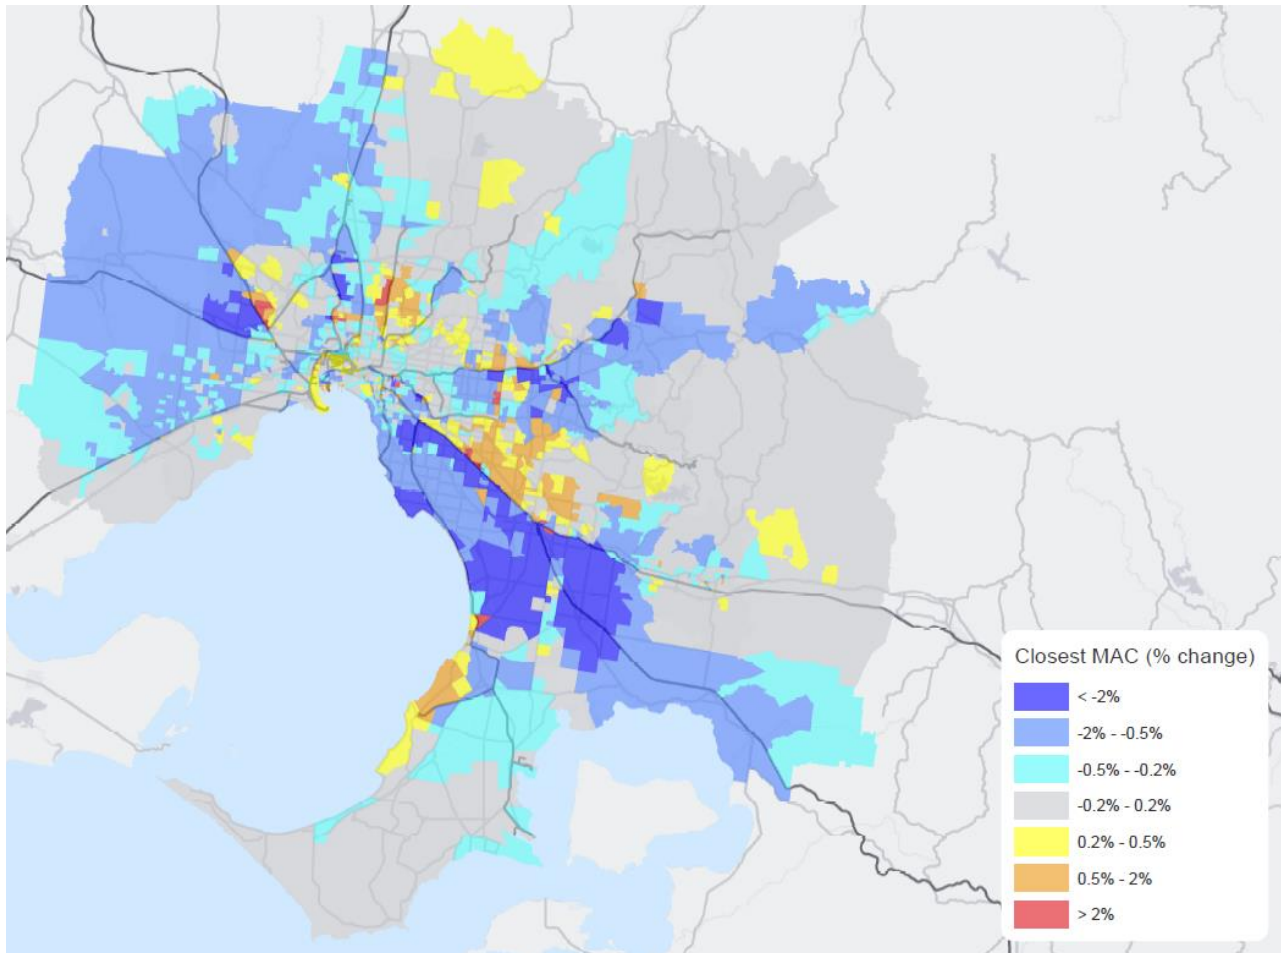 Closest MAC (% change)
< -2%
-2% - -0.5%
-0.5% - -0.2%
-0.2% - 0.2%
0.2% - 0.5%
0.5% - 2%
> 2%